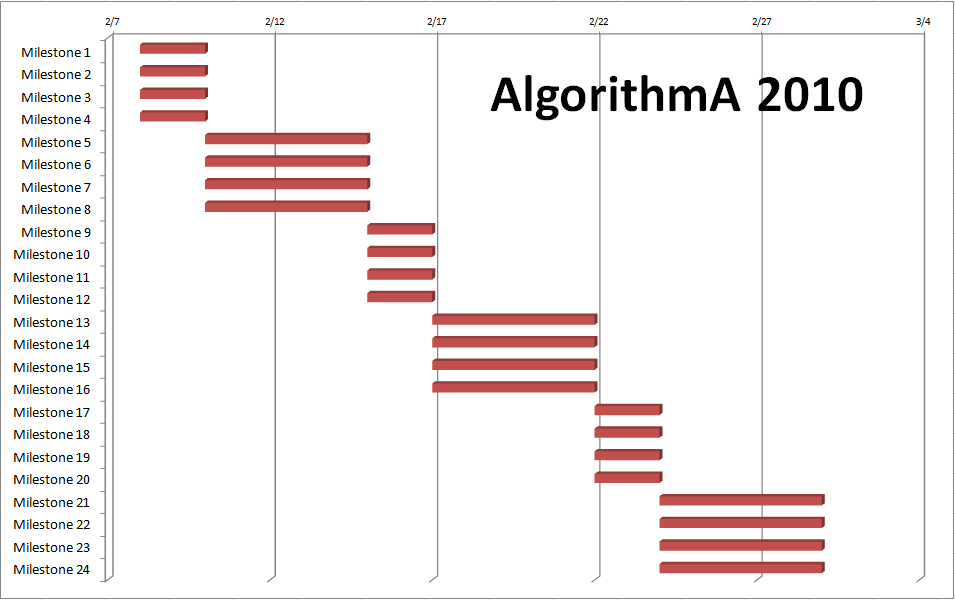 2/7 2/12 2/17 2/22 2/27 3/4
AlgorithmA 2010
Milestone 1
Milestone 2
Milestone 3
Milestone 4
Milestone 5
Milestone 6
Milestone 7
Milestone 8
Milestone 9
Milestone 10
Milestone 11
Milestone 12
Milestone 13
Milestone 14
Milestone 15
Milestone 16
Milestone 17
Milestone 18
Milestone 19
Milestone 20
Milestone 21
Milestone 22
Milestone 23
Milestone 24